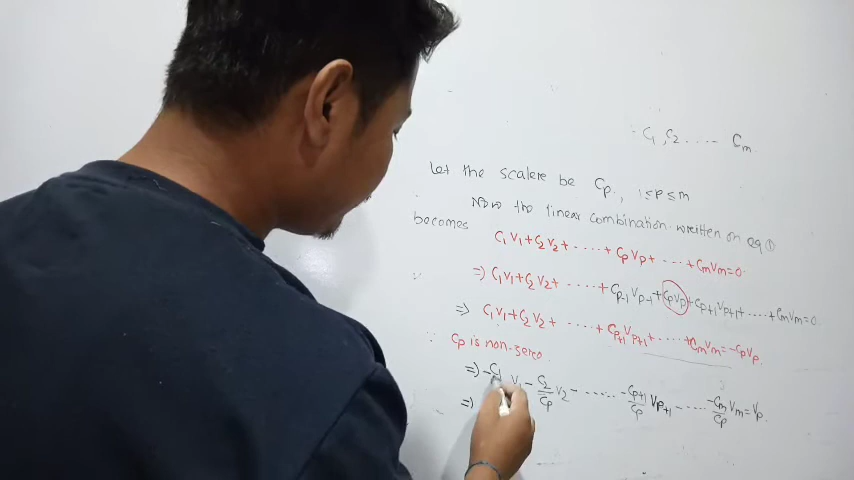 C₁, C₂ ..... Cₘ.
Let the scalere be Cₚ., 1≤P≤m
Now the linear combination written on eq ①
becomes
C₁V₁+C₂V₂+.....+CₚVₚ+....+CₘVₘ=0.
⇒ C₁V₁+C₂V₂+.....+Cₚ₋₁Vₚ₋₁+CₚVₚ+Cₚ₊₁Vₚ₊₁+.....+CₘVₘ=0.
⇒ C₁V₁+C₂V₂+.....+Cₚ₊₁Vₚ₊₁+.....+CₘVₘ=-CₚVₚ.
∵ Cₚ is non-zero.
⇒ -C₁ V₁ - C₂/Cₚ V₂ - ...... -Cₚ₊₁/Cₚ Vₚ₊₁ - ..... -Cₘ/Cₚ Vₘ = Vₚ.
⇒